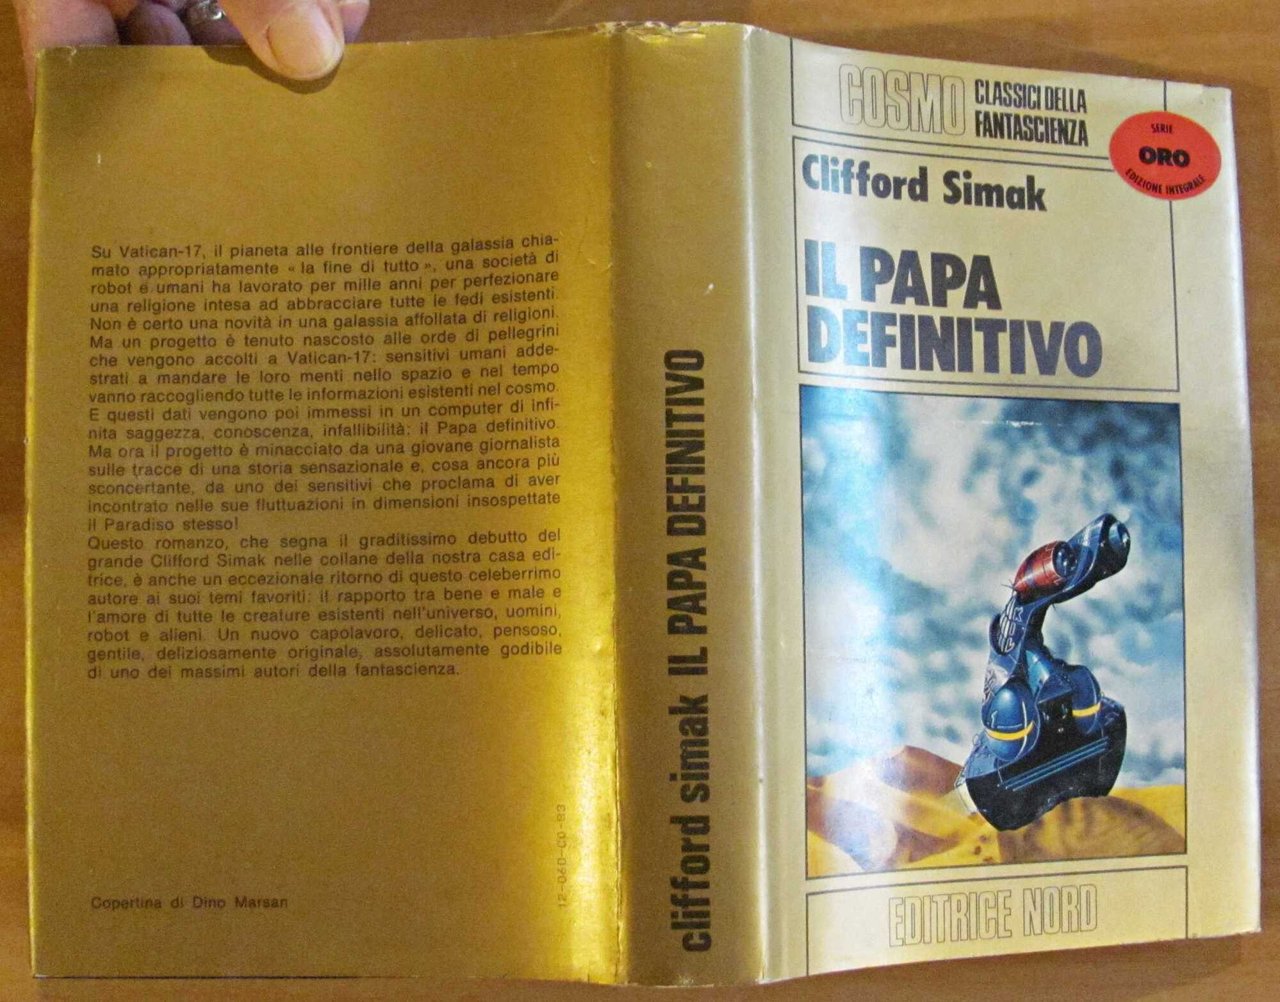 Su Vatican-17, il pianeta alle frontiere della galassia chia-
mato appropriatamente « la fine di tutto », una società di
robot e umani ha lavorato per mille anni per perfezionare
una religione intesa ad abbracciare tutte le fedi esistenti.
Non è certo una novità in una galassia affollata di religioni.
Ma un progetto è tenuto nascosto alle orde di pellegrini
che vengono accolti a Vatican-17: sensitivi umani adde-
strati a mandare le loro menti nello spazio e nel tempo
vanno raccogliendo tutte le informazioni esistenti nel cosmo.
E questi dati vengono poi immessi in un computer di infi-
nita saggezza, conoscenza, infallibilità: il Papa definitivo.
Ma ora il progetto è minacciato da una giovane giornalista
sulle tracce di una storia sensazionale e, cosa ancora più
sconcertante, da uno dei sensitivi che proclama di aver
incontrato nelle sue fluttuazioni in dimensioni insospettate
il Paradiso stesso!
Questo romanzo, che segna il graditissimo debutto del
grande Clifford Simak nelle collane della nostra casa edi-
trice, è anche un eccezionale ritorno di questo celeberrimo
autore ai suoi temi favoriti: il rapporto tra bene e male e
l'amore di tutte le creature esistenti nell'universo, uomini,
robot e alieni. Un nuovo capolavoro, delicato, pensoso,
gentile, deliziosamente originale, assolutamente godibile
di uno dei massimi autori della fantascienza.
Copertina di Dino Marsan
12-060-CO-83
clifford simak IL PAPA DEFINITIVO
COSMO CLASSICI DELLA
FANTASCIENZA
SERIE
ORO
EDIZIONE INTEGRALE
Clifford Simak
IL PAPA
DEFINITIVO
EDITRICE NORD